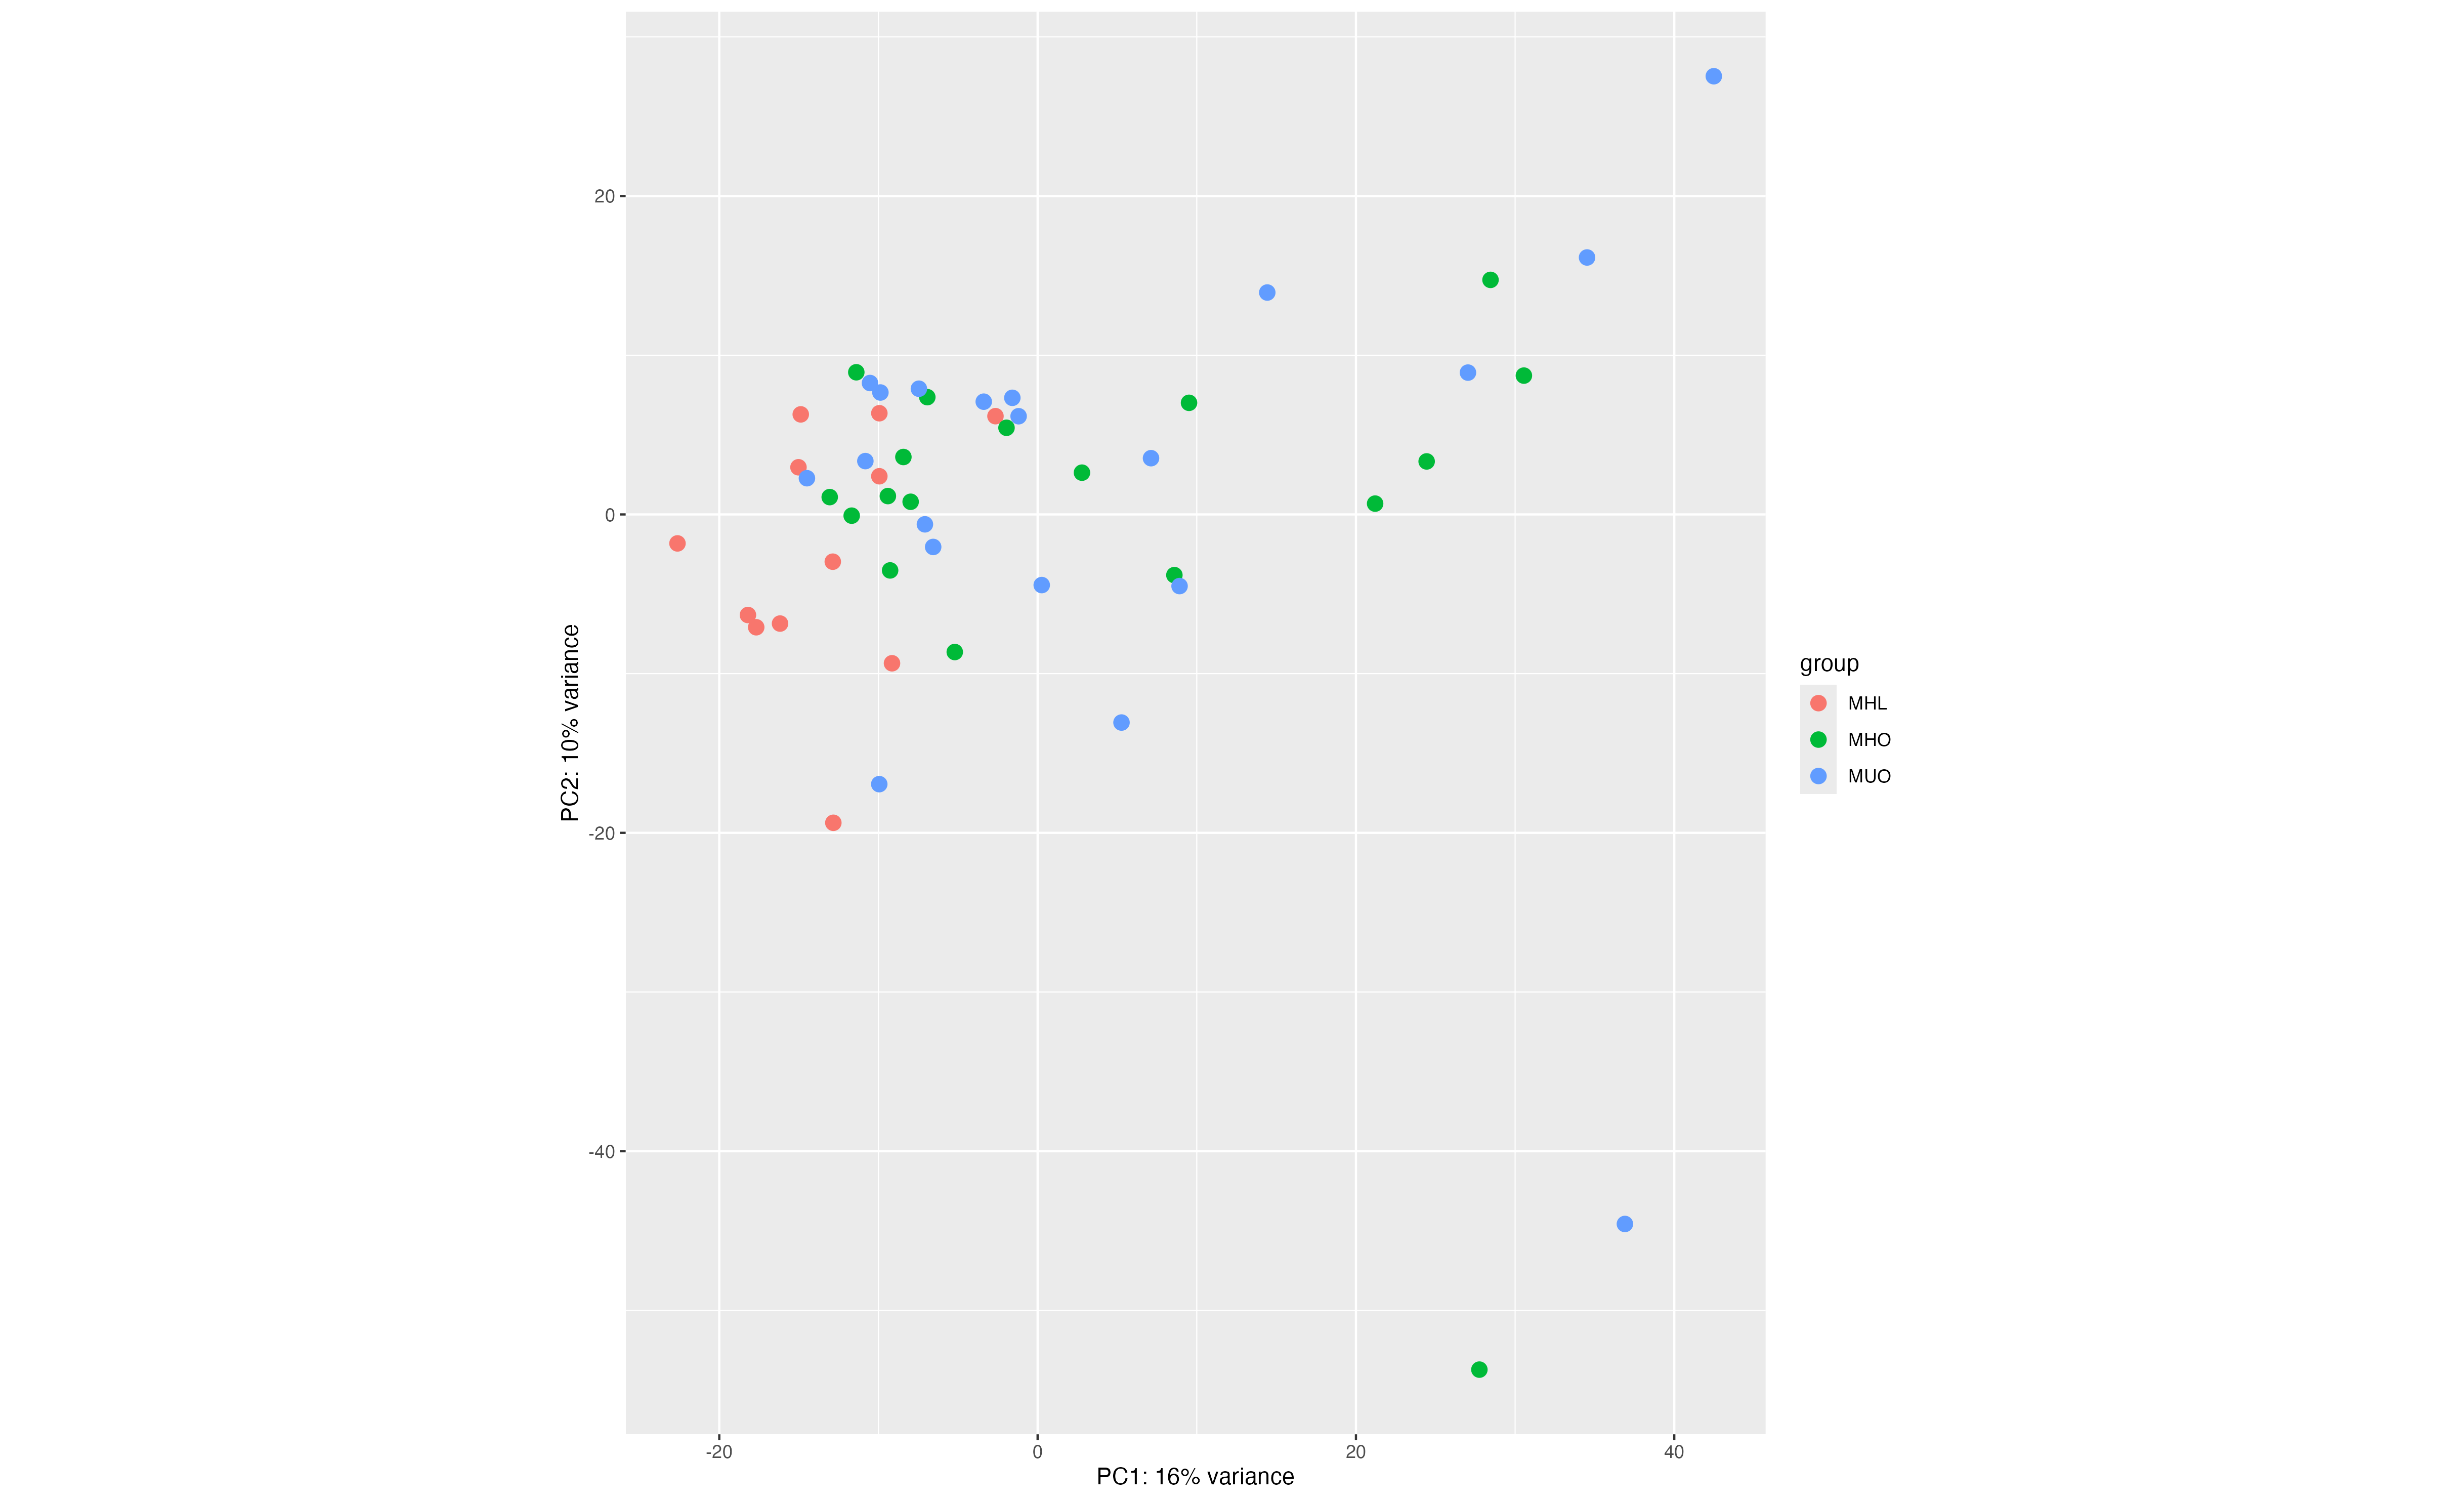 20
0
-20
-40
PC2: 10% variance
-20
0
20
40
PC1: 16% variance
group
MHL
MHO
MUO